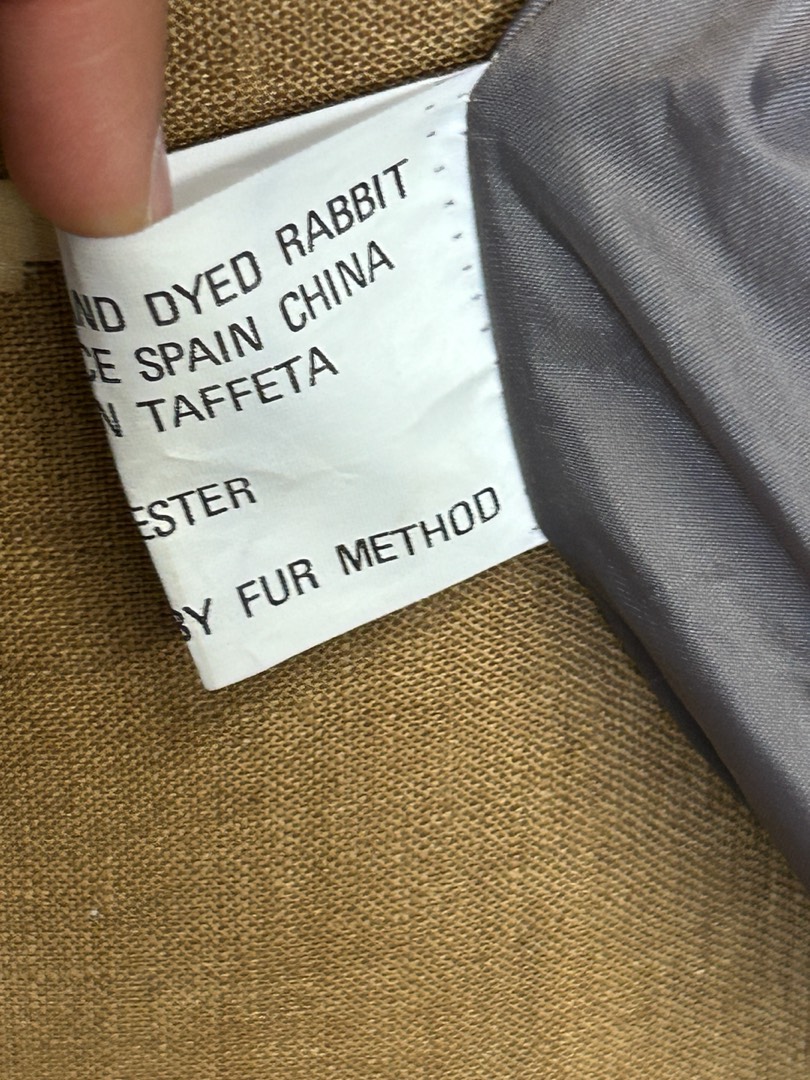 ND DYED RABBIT
CE SPAIN CHINA
N TAFFETA
ESTER
BY FUR METHOD